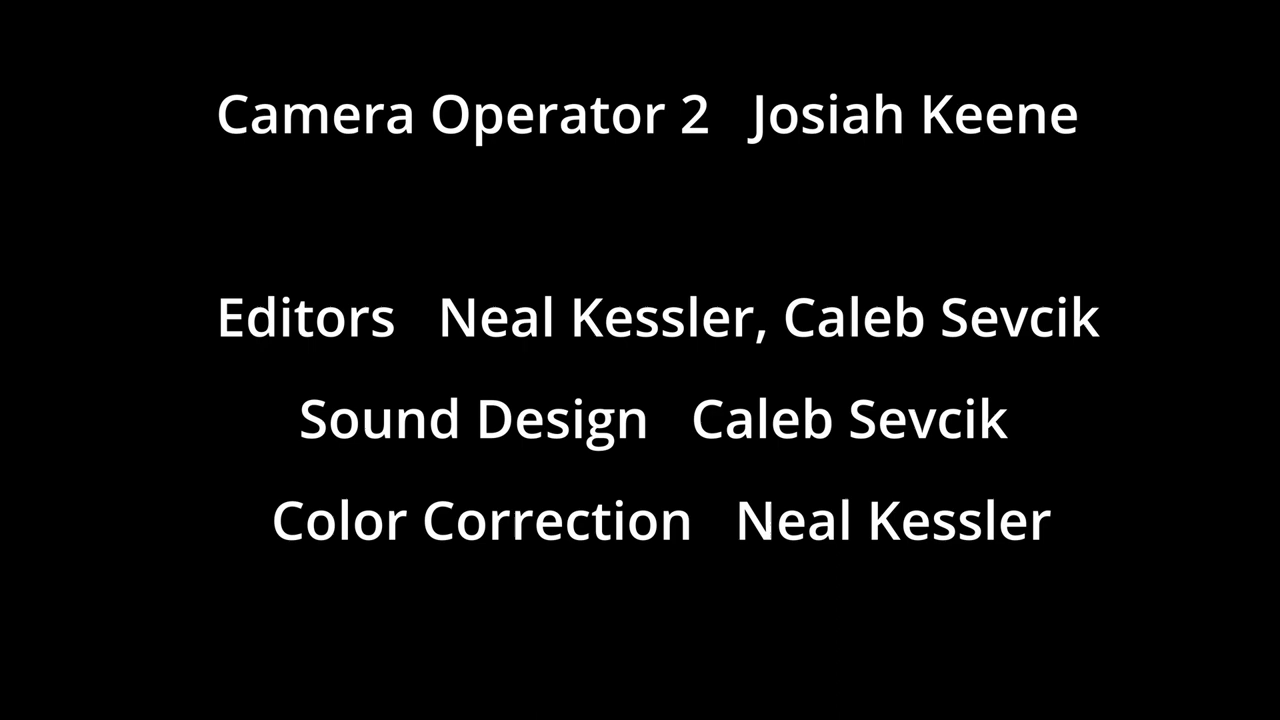 Camera Operator 2 Josiah Keene
Editors Neal Kessler, Caleb Sevcik
Sound Design Caleb Sevcik
Color Correction Neal Kessler